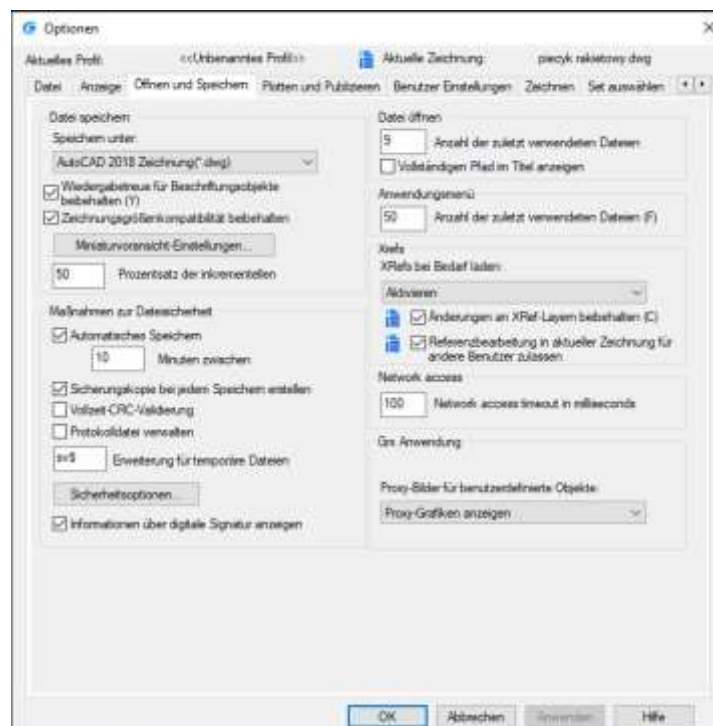 Optionen
Aktuelles Profil: <<Unbenanntes Profil>> Aktuelle Zeichnung: piecyk rakietowy.dwg
Datei Anzeige Öffnen und Speichern Plotten und Publizieren Benutzer Einstellungen Zeichnen Set auswählen
Datei speichern
Speichern unter:
AutoCAD 2018 Zeichnung(*.dwg)
Wiedergabetreue für Beschriftungsobjekte
beibehalten (Y)
Zeichnungsgrößenkompatibilität beibehalten
Miniaturvoransicht-Einstellungen...
50 Prozentsatz der inkrementellen
Maßnahmen zur Dateisicherheit
Automatisches Speichern
10 Minuten zwischen
Sicherungskopie bei jedem Speichern erstellen
Vollzeit-CRC-Validierung
Protokolldatei verwalten
sv$ Erweiterung für temporäre Dateien
Sicherheitsoptionen...
Informationen über digitale Signatur anzeigen
Datei öffnen
9 Anzahl der zuletzt verwendeten Dateien
Vollständigen Pfad im Titel anzeigen
Anwendungsmenü
50 Anzahl der zuletzt verwendeten Dateien (F)
Xrefs
XRefs bei Bedarf laden:
Aktivieren
Änderungen an XRef-Layern beibehalten (C)
Referenzbearbeitung in aktueller Zeichnung für
andere Benutzer zulassen
Network access
100 Network access timeout in milliseconds
Grx Anwendung
Proxy-Bilder für benutzerdefinierte Objekte:
Proxy-Grafiken anzeigen
OK Abbrechen Anwenden Hilfe